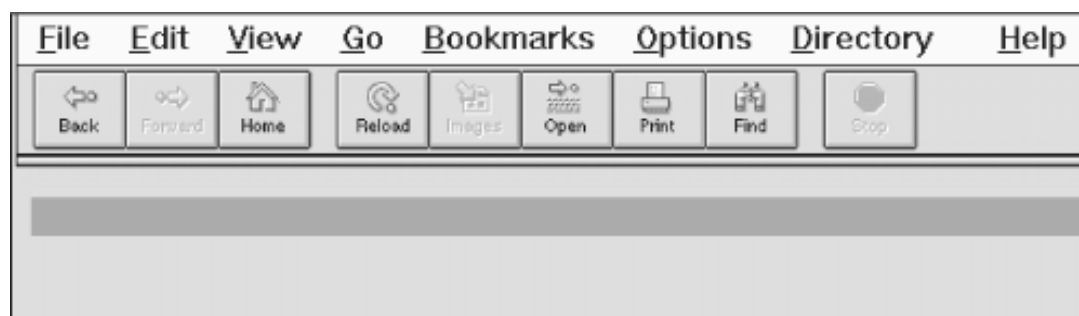 File Edit View Go Bookmarks Options Directory Help
Back Forward Home Reload Images Open Print Find Stop